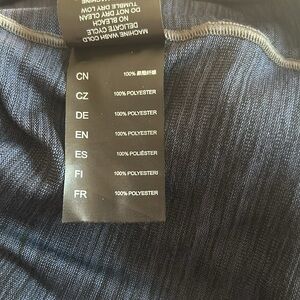 MACHINE WASH COLD
DELICATE CYCLE
NO BLEACH
DO NOT DRY CLEAN
TUMBLE DRY LOW
CN 100%
CZ 100% POLYESTER
DE 100% POLYESTER
EN 100% POLYESTER
ES 100% POLIÉSTER
FI 100% POLYESTERI
FR 100% POLYESTER